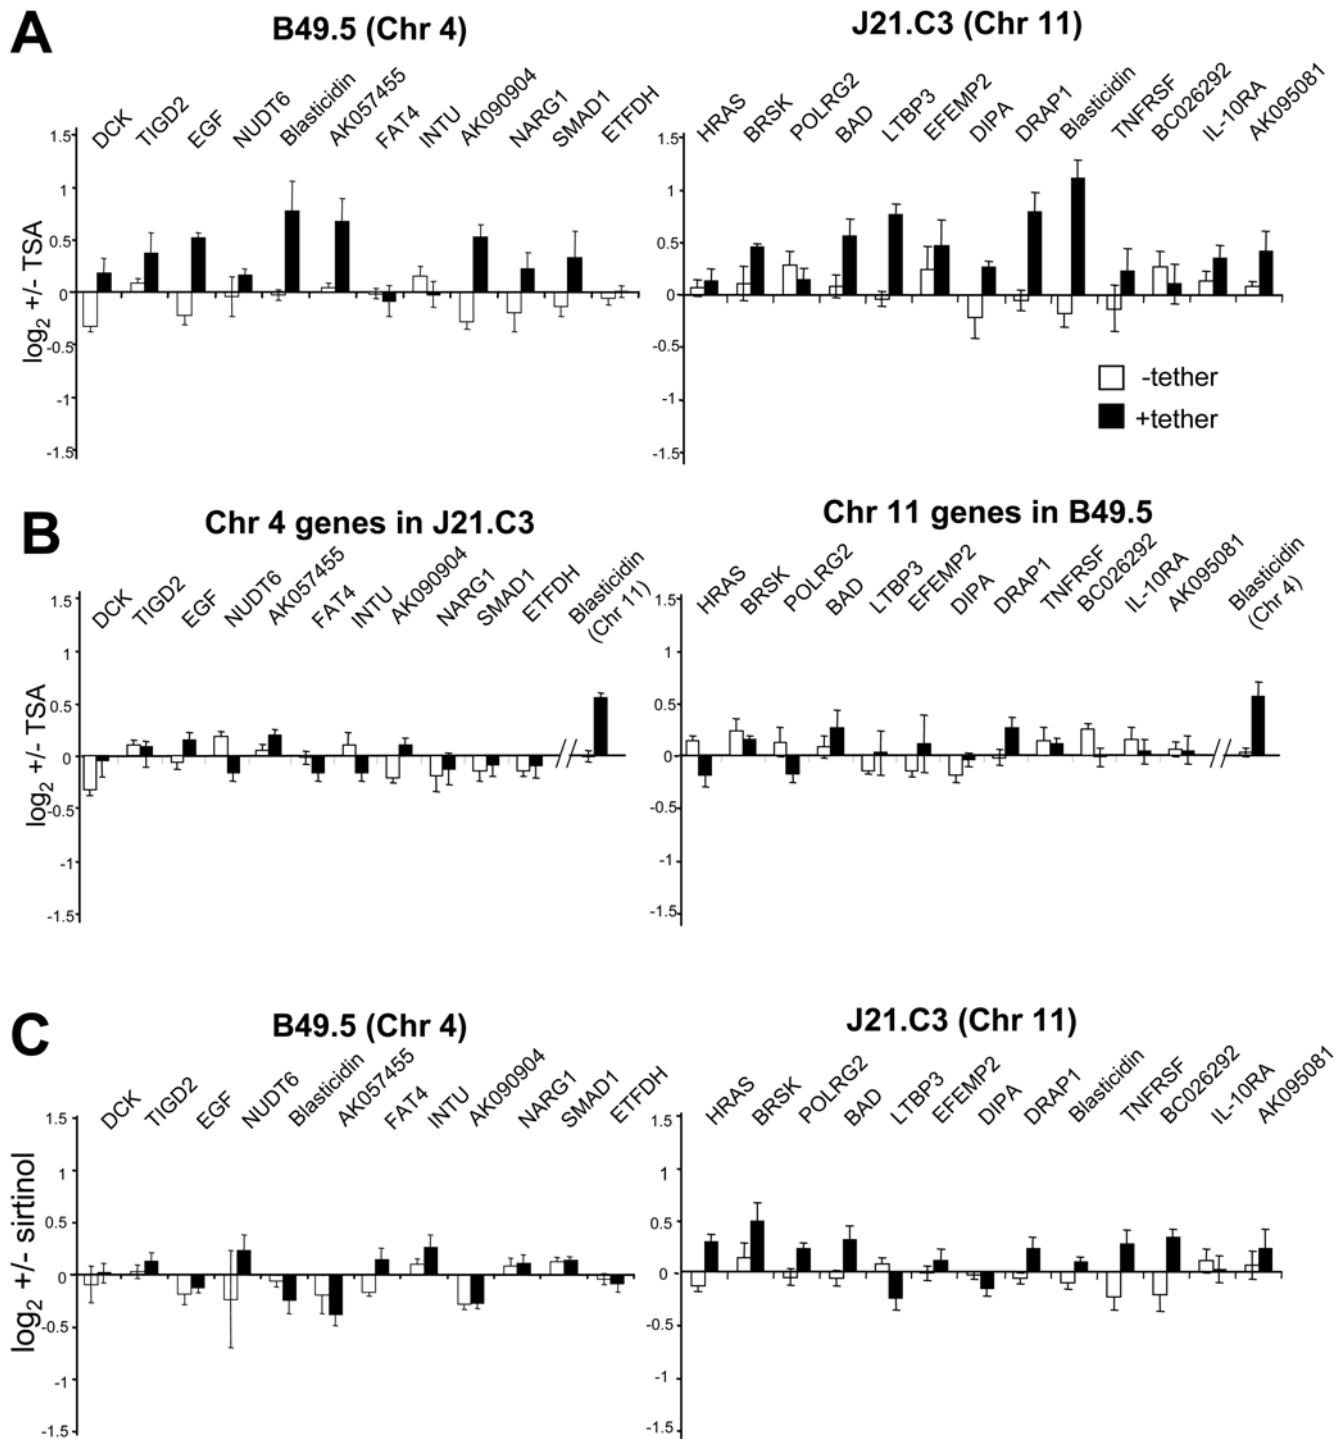 A
B49.5 (Chr 4)
J21.C3 (Chr 11)
DCK TIGD2 EGF NUDT6 Blasticidin AK057455 FAT4 INTU AK090904 NARG1 SMAD1 ETFDH
HRAS BRSK POLRG2 BAD LTBP3 EFEMP2 DIPA DRAP1 Blasticidin TNFRSF BC026292 IL-10RA AK095081
log2 +/- TSA
1.5
1
0.5
0
-0.5
-1
-1.5
1.5
1
0.5
0
-0.5
-1
-1.5
-tether
+tether
B
Chr 4 genes in J21.C3
Chr 11 genes in B49.5
DCK TIGD2 EGF NUDT6 AK057455 FAT4 INTU AK090904 NARG1 SMAD1 ETFDH Blasticidin
(Chr 11)
HRAS BRSK POLRG2 BAD LTBP3 EFEMP2 DIPA DRAP1 TNFRSF BC026292 IL-10RA AK095081 Blasticidin
(Chr 4)
log2 +/- TSA
1.5
1
0.5
0
-0.5
-1
-1.5
1.5
1
0.5
0
-0.5
-1
-1.5
C
B49.5 (Chr 4)
J21.C3 (Chr 11)
DCK TIGD2 EGF NUDT6 Blasticidin AK057455 FAT4 INTU AK090904 NARG1 SMAD1 ETFDH
HRAS BRSK POLRG2 BAD LTBP3 EFEMP2 DIPA DRAP1 Blasticidin TNFRSF BC026292 IL-10RA AK095081
log2 +/- sirtinol
1.5
1
0.5
0
-0.5
-1
-1.5
1.5
1
0.5
0
-0.5
-1
-1.5